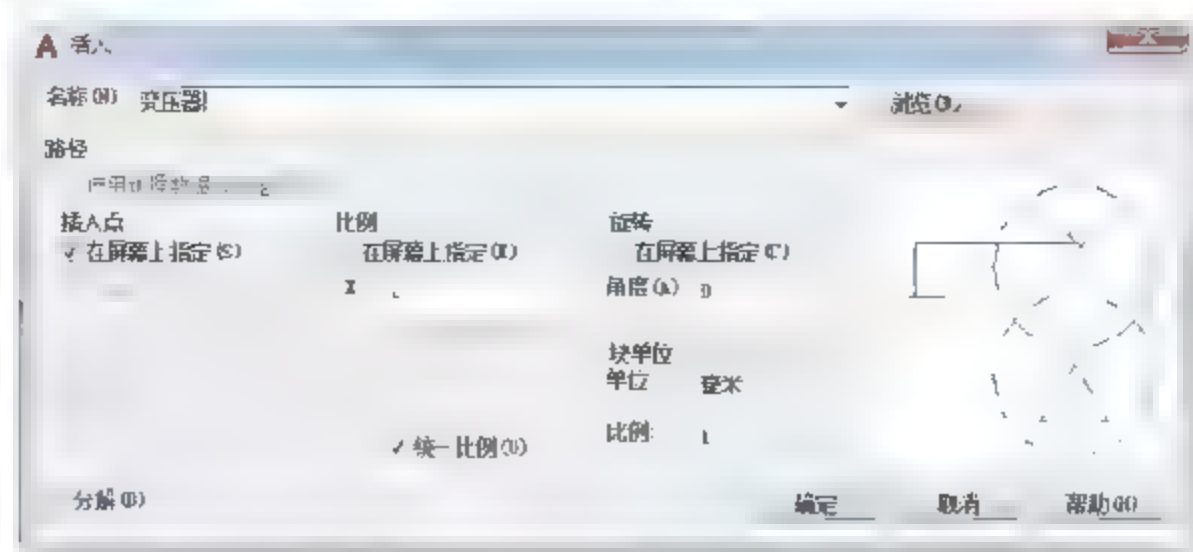 插入
名称(N) 变压器 浏览(B)
路径
插入点 比例 旋转
✓ 在屏幕上指定(S) 在屏幕上指定(E) 在屏幕上指定(C)
X 角度(A) 0
块单位
单位 毫米
✓ 统一比例(U) 比例: 1
分解(D) 确定 取消 帮助(H)